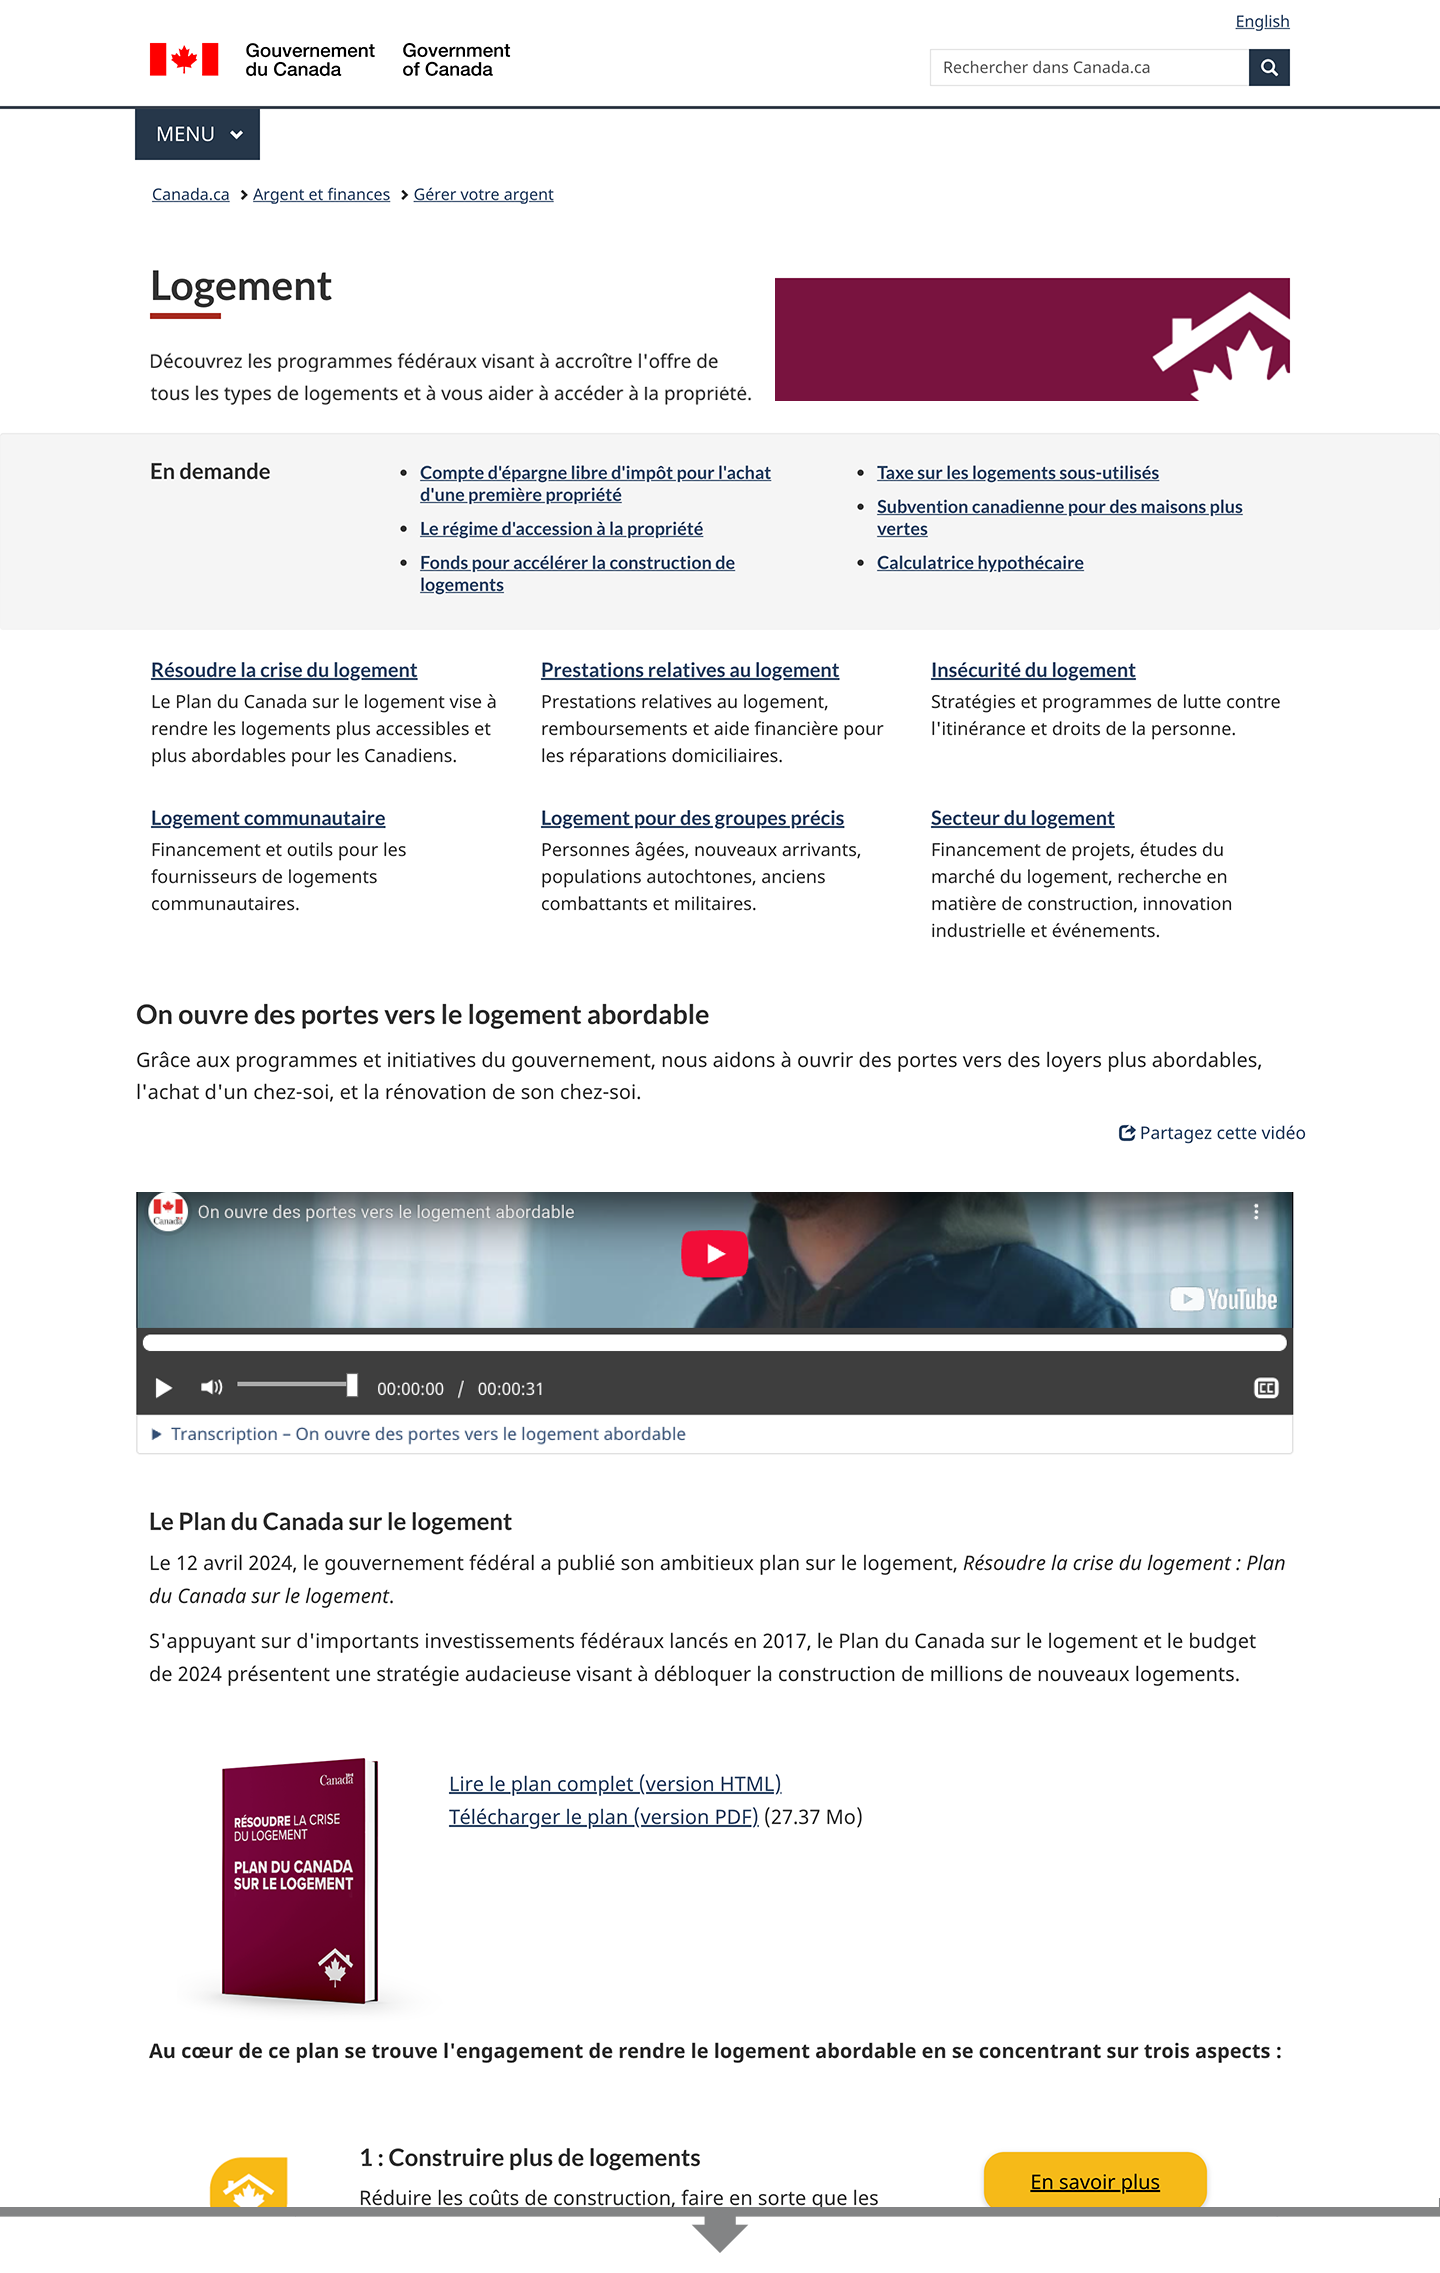 English
Gouvernement
du Canada
Government
of Canada
Rechercher dans Canada.ca
MENU
Canada.ca > Argent et finances > Gérer votre argent
Logement
Découvrez les programmes fédéraux visant à accroître l'offre de
tous les types de logements et à vous aider à accéder à la propriété.
En demande
• Compte d'épargne libre d'impôt pour l'achat
d'une première propriété
• Le régime d'accession à la propriété
• Fonds pour accélérer la construction de
logements
• Taxe sur les logements sous-utilisés
• Subvention canadienne pour des maisons plus
vertes
• Calculatrice hypothécaire
Résoudre la crise du logement
Le Plan du Canada sur le logement vise à
rendre les logements plus accessibles et
plus abordables pour les Canadiens.
Prestations relatives au logement
Prestations relatives au logement,
remboursements et aide financière pour
les réparations domiciliaires.
Insécurité du logement
Stratégies et programmes de lutte contre
l'itinérance et droits de la personne.
Logement communautaire
Financement et outils pour les
fournisseurs de logements
communautaires.
Logement pour des groupes précis
Personnes âgées, nouveaux arrivants,
populations autochtones, anciens
combattants et militaires.
Secteur du logement
Financement de projets, études du
marché du logement, recherche en
matière de construction, innovation
industrielle et événements.
On ouvre des portes vers le logement abordable
Grâce aux programmes et initiatives du gouvernement, nous aidons à ouvrir des portes vers des loyers plus abordables,
l'achat d'un chez-soi, et la rénovation de son chez-soi.
Partagez cette vidéo
Canada
On ouvre des portes vers le logement abordable
YouTube
00:00:00 / 00:00:31
CC
Transcription – On ouvre des portes vers le logement abordable
Le Plan du Canada sur le logement
Le 12 avril 2024, le gouvernement fédéral a publié son ambitieux plan sur le logement, Résoudre la crise du logement : Plan
du Canada sur le logement.
S'appuyant sur d'importants investissements fédéraux lancés en 2017, le Plan du Canada sur le logement et le budget
de 2024 présentent une stratégie audacieuse visant à débloquer la construction de millions de nouveaux logements.
Canada
RÉSOUDRE LA CRISE
DU LOGEMENT
PLAN DU CANADA
SUR LE LOGEMENT
Lire le plan complet (version HTML)
Télécharger le plan (version PDF) (27.37 Mo)
Au cœur de ce plan se trouve l'engagement de rendre le logement abordable en se concentrant sur trois aspects :
1 : Construire plus de logements
Réduire les coûts de construction, faire en sorte que les
En savoir plus